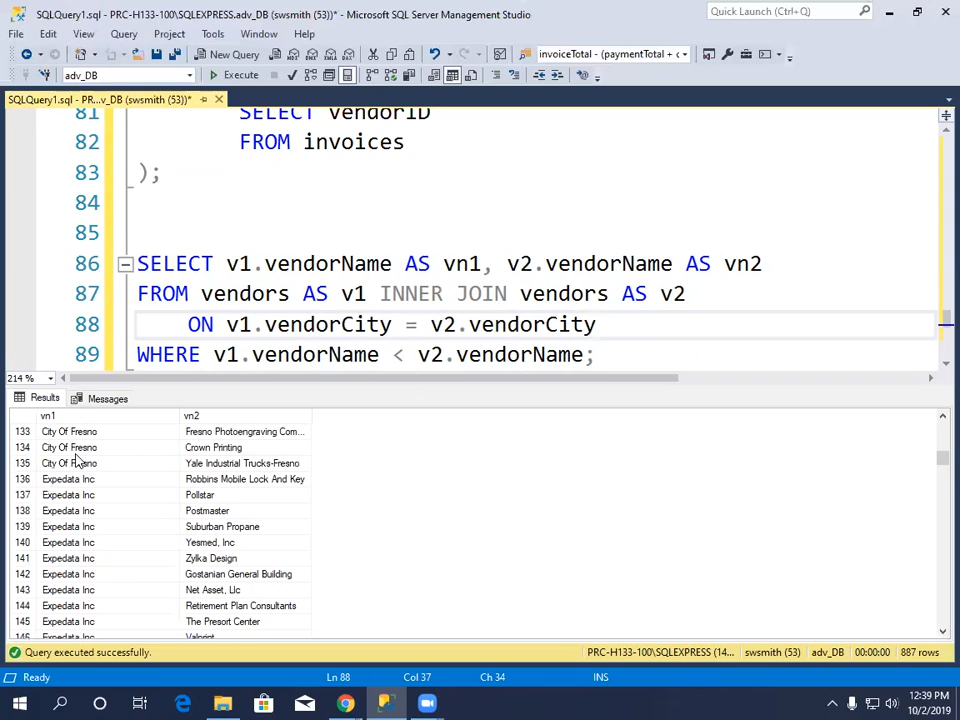 SQLQuery1.sql - PRC-H133-100\SQLEXPRESS.adv_DB (swsmith (53))* - Microsoft SQL Server Management Studio
Quick Launch (Ctrl+Q)
File Edit View Query Project Tools Window Help
New Query
invoiceTotal - (paymentTotal +
adv_DB
Execute
SQLQuery1.sql - PR...v_DB (swsmith (53))*
81 SELECT vendorID
82 FROM invoices
83 );
84
85
86 SELECT v1.vendorName AS vn1, v2.vendorName AS vn2
87 FROM vendors AS v1 INNER JOIN vendors AS v2
88 ON v1.vendorCity = v2.vendorCity
89 WHERE v1.vendorName < v2.vendorName;
214 %
Results Messages
vn1 vn2
133 City Of Fresno Fresno Photoengraving Com...
134 City Of Fresno Crown Printing
135 City Of Fresno Yale Industrial Trucks-Fresno
136 Expedata Inc Robbins Mobile Lock And Key
137 Expedata Inc Pollstar
138 Expedata Inc Postmaster
139 Expedata Inc Suburban Propane
140 Expedata Inc Yesmed, Inc
141 Expedata Inc Zylka Design
142 Expedata Inc Gostanian General Building
143 Expedata Inc Net Asset, Llc
144 Expedata Inc Retirement Plan Consultants
145 Expedata Inc The Presort Center
146 Expedata Inc Valprint
Query executed successfully. PRC-H133-100\SQLEXPRESS (14... swsmith (53) adv_DB 00:00:00 887 rows
Ready Ln 88 Col 37 Ch 34 INS
12:39 PM
10/2/2019